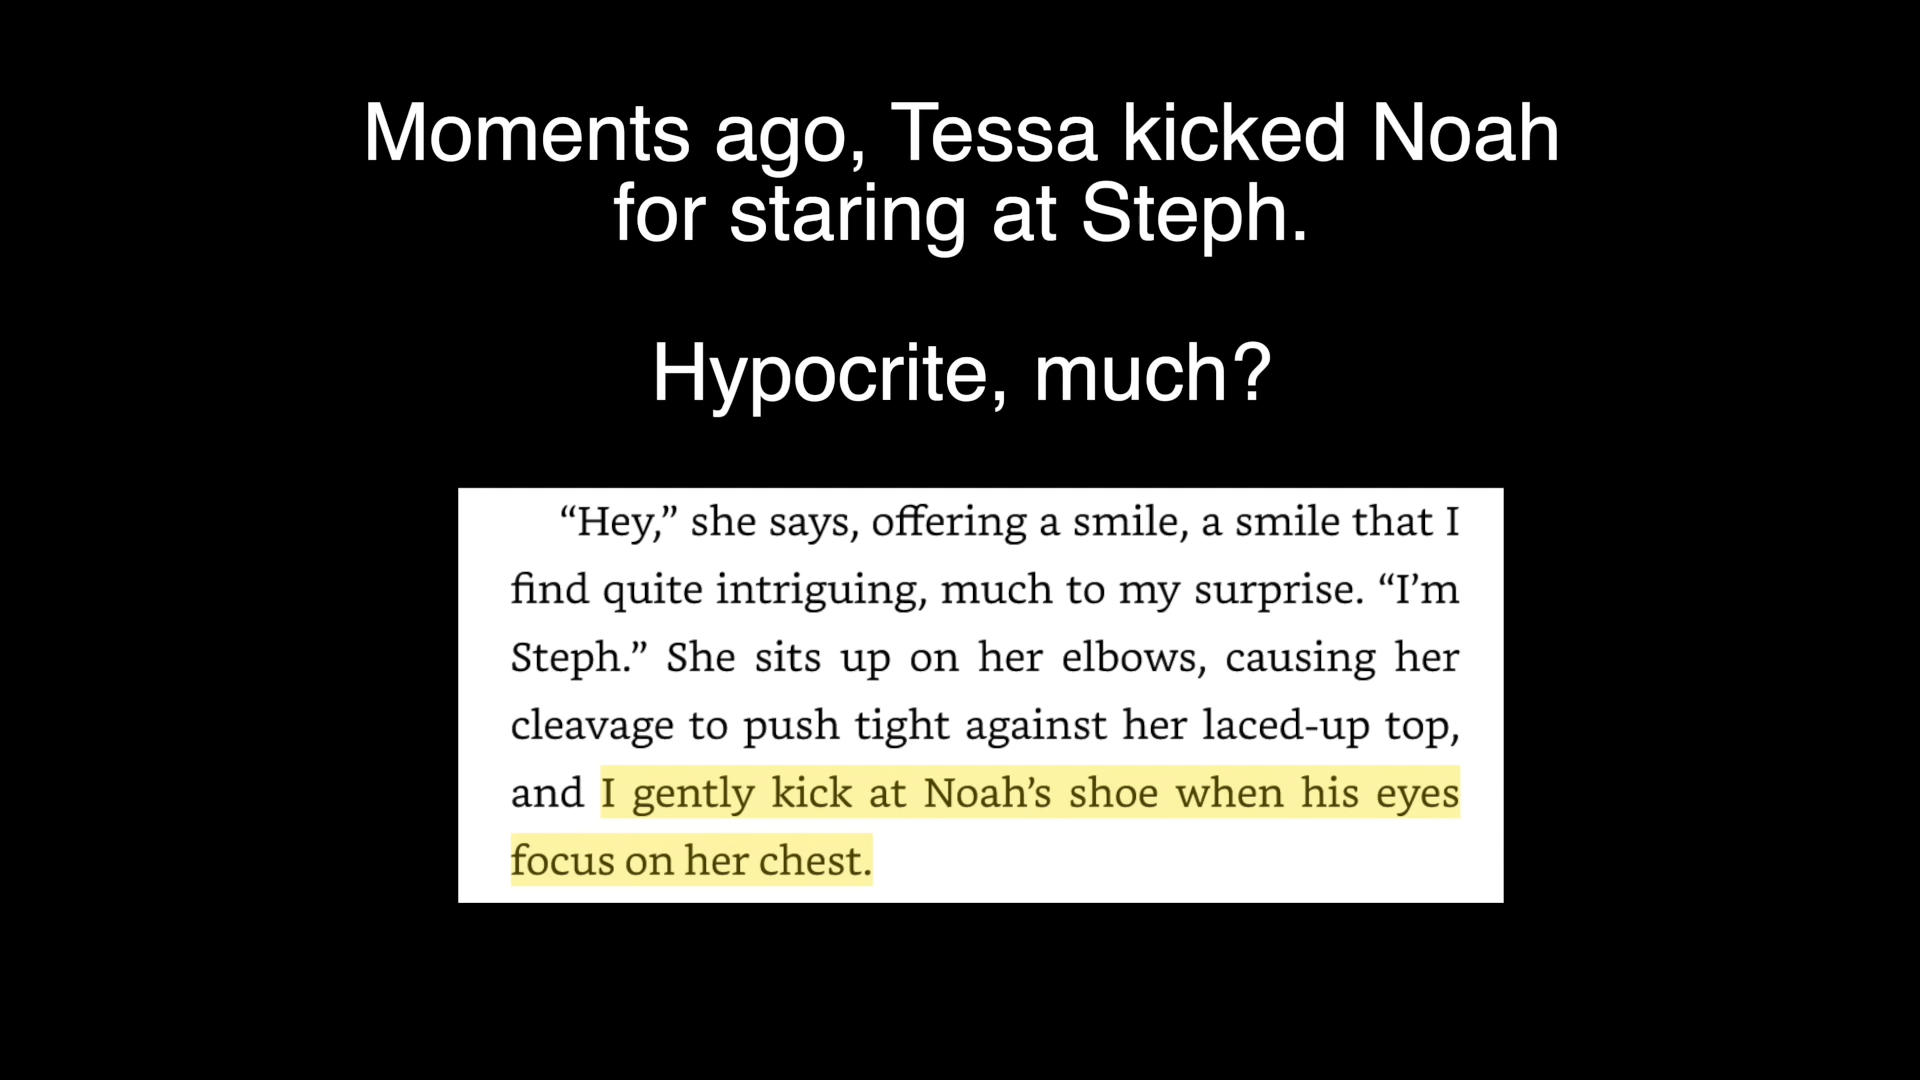 Moments ago, Tessa kicked Noah
for staring at Steph.
Hypocrite, much?
“Hey,” she says, offering a smile, a smile that I
find quite intriguing, much to my surprise. “I’m
Steph.” She sits up on her elbows, causing her
cleavage to push tight against her laced-up top,
and I gently kick at Noah’s shoe when his eyes
focus on her chest.